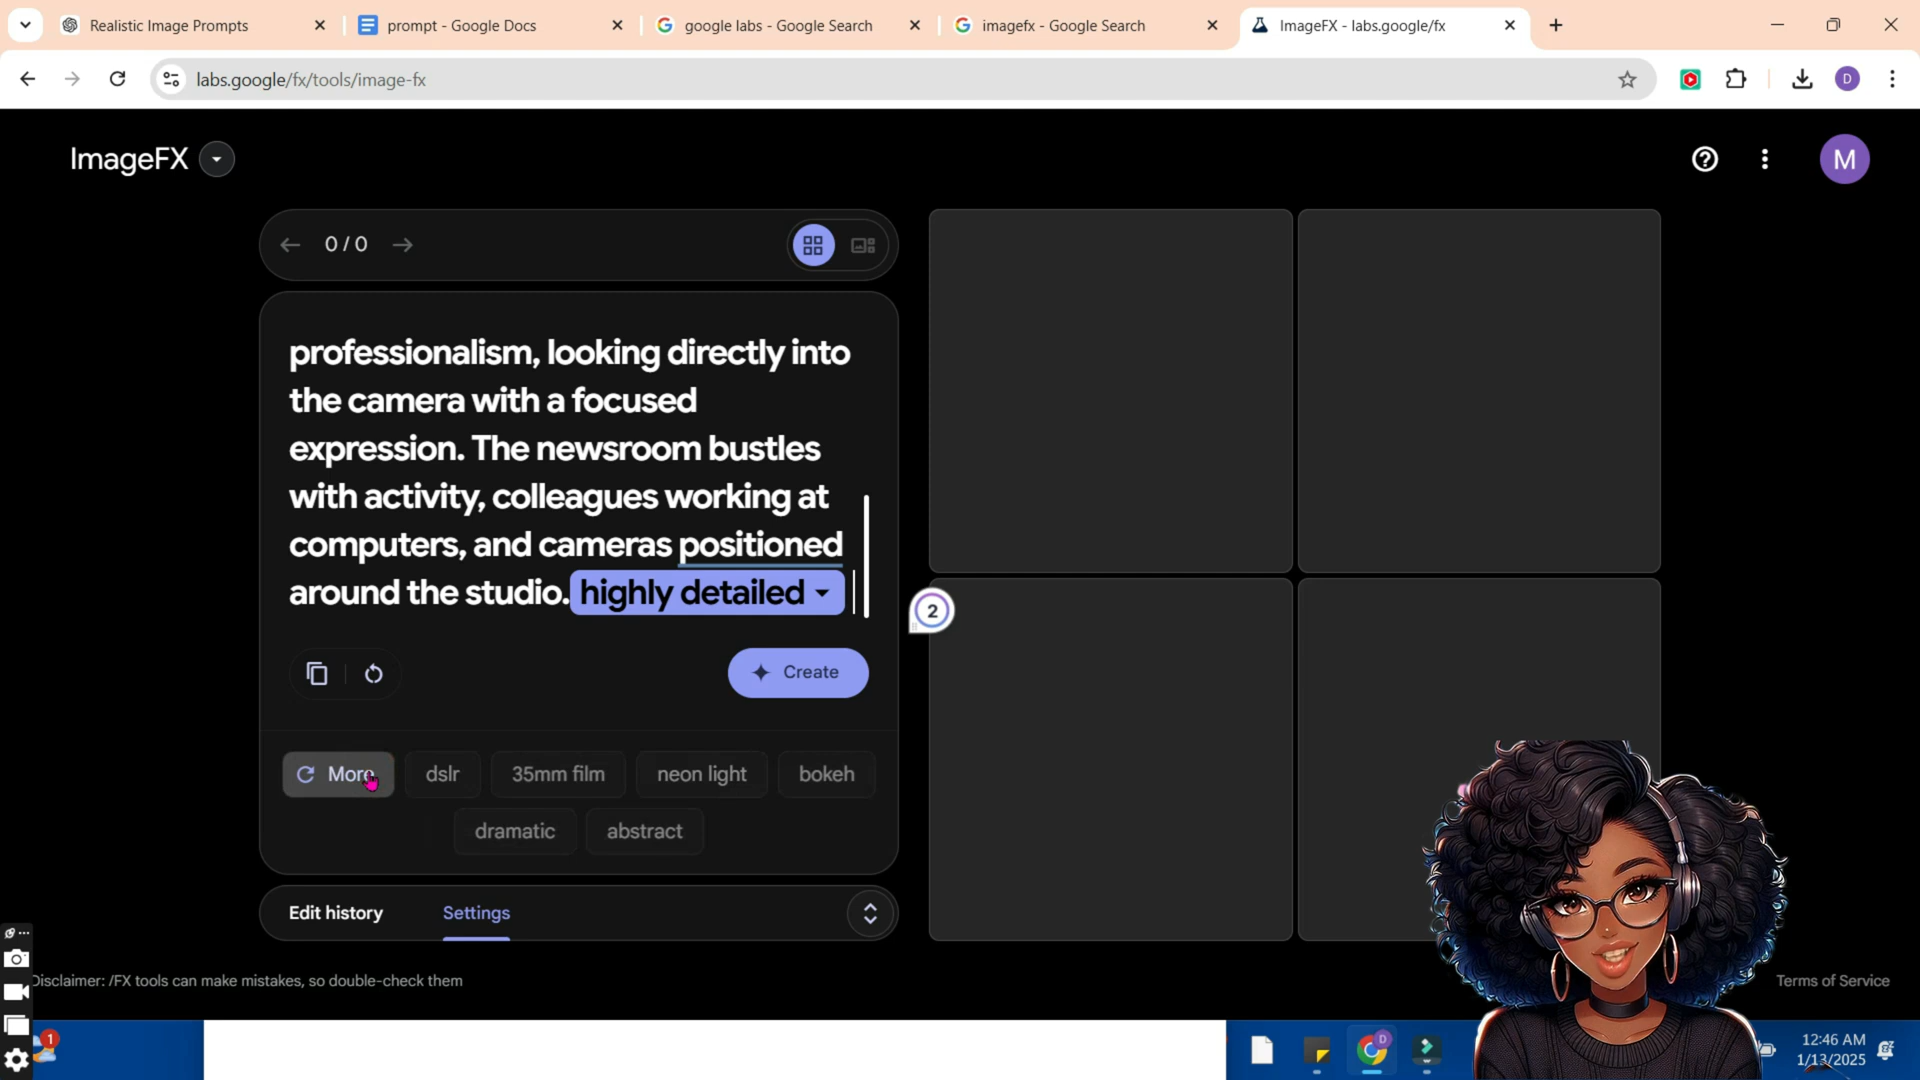 Realistic Image Prompts
prompt - Google Docs
google labs - Google Search
imagefx - Google Search
ImageFX - labs.google/fx
labs.google/fx/tools/image-fx
D
ImageFX
M
0 / 0
professionalism, looking directly into
the camera with a focused
expression. The newsroom bustles
with activity, colleagues working at
computers, and cameras positioned
around the studio. highly detailed
2
Create
More
dslr
35mm film
neon light
bokeh
dramatic
abstract
Edit history
Settings
Disclaimer: /FX tools can make mistakes, so double-check them
Terms of Service
1
D
12:46 AM
1/13/2025